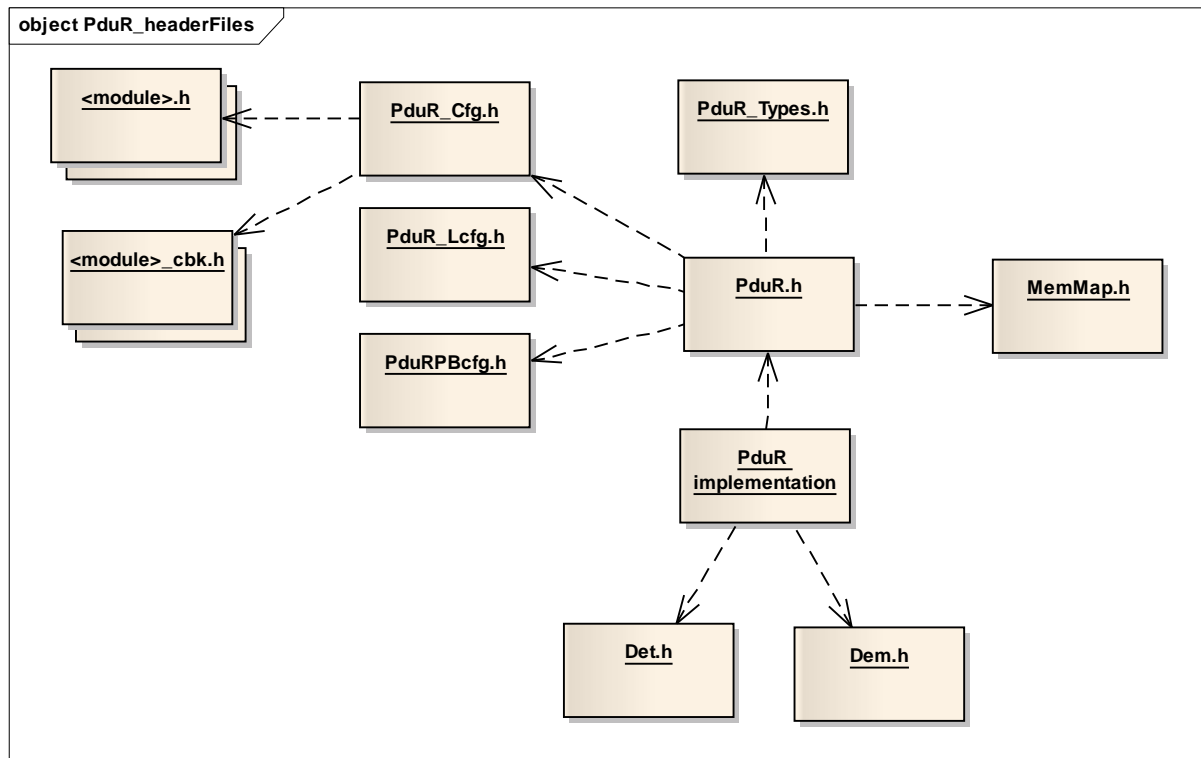 object PduR_headerFiles
<module>.h
PduR_Cfg.h
PduR_Types.h
<module>_cbk.h
PduR_Lcfg.h
PduR.h
MemMap.h
PduRPBcfg.h
PduR
implementation
Det.h
Dem.h